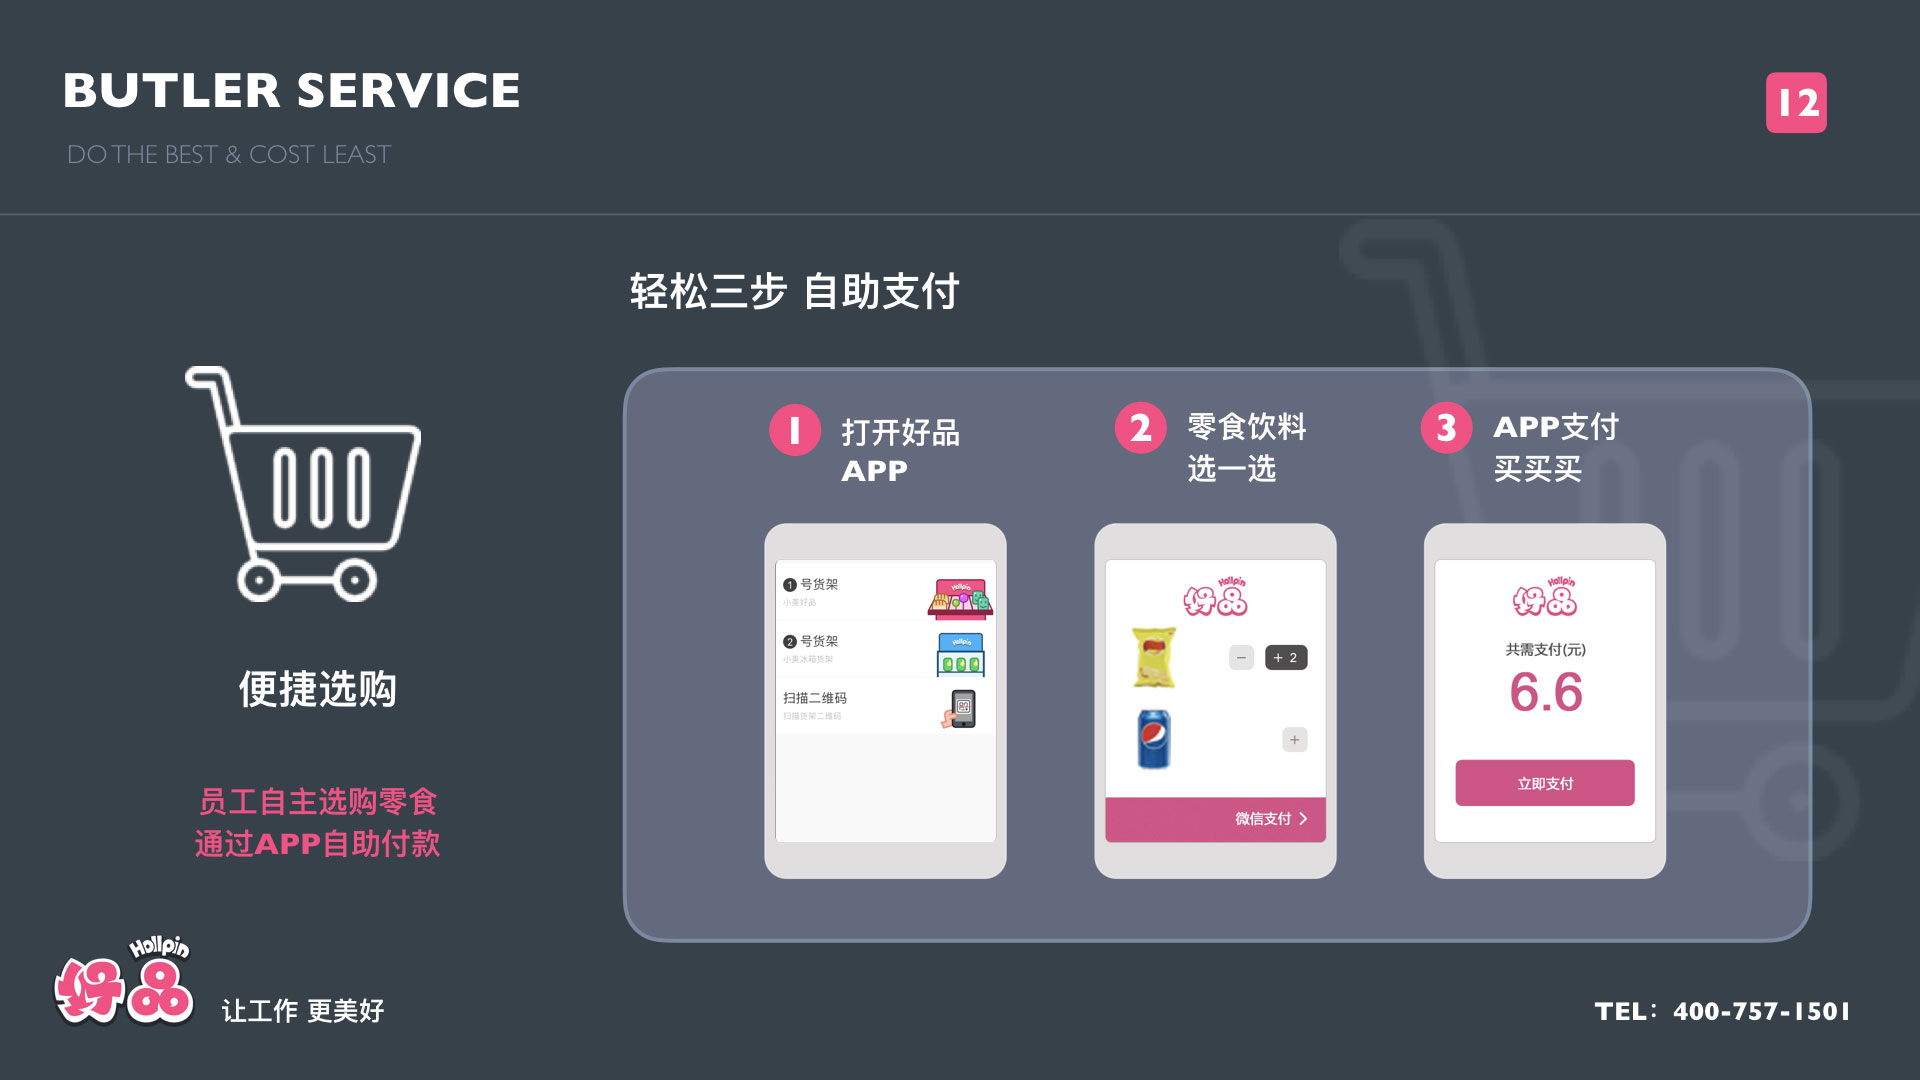 BUTLER SERVICE
12
DO THE BEST & COST LEAST
轻松三步 自助支付
便捷选购
员工自主选购零食
通过APP自助付款
1 打开好品
APP
1 号货架
小美好品
Hollpin
2 号货架
小美冰箱货架
Hollpin
扫描二维码
扫描货架二维码
2 零食饮料
选一选
Hollpin
好品
− + 2
+
微信支付 >
3 APP支付
买买买
Hollpin
好品
共需支付(元)
6.6
立即支付
Hollpin
好品
让工作 更美好
TEL：400-757-1501